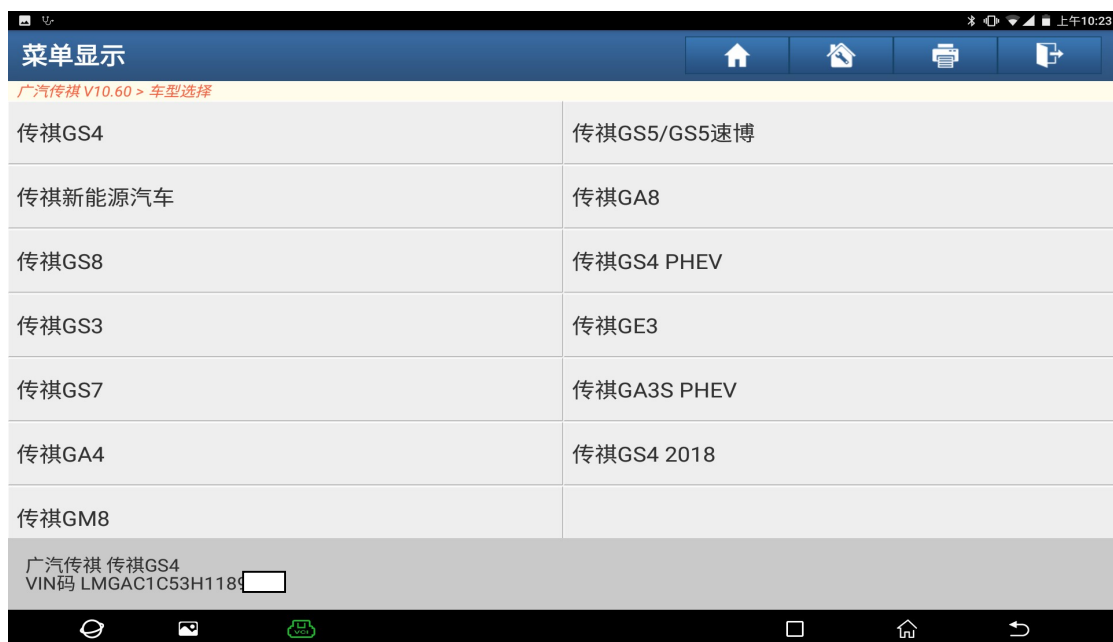 上午10:23
菜单显示
广汽传祺 V10.60 > 车型选择
传祺GS4
传祺GS5/GS5速博
传祺新能源汽车
传祺GA8
传祺GS8
传祺GS4 PHEV
传祺GS3
传祺GE3
传祺GS7
传祺GA3S PHEV
传祺GA4
传祺GS4 2018
传祺GM8
广汽传祺 传祺GS4
VIN码 LMGAC1C53H1189
VCI